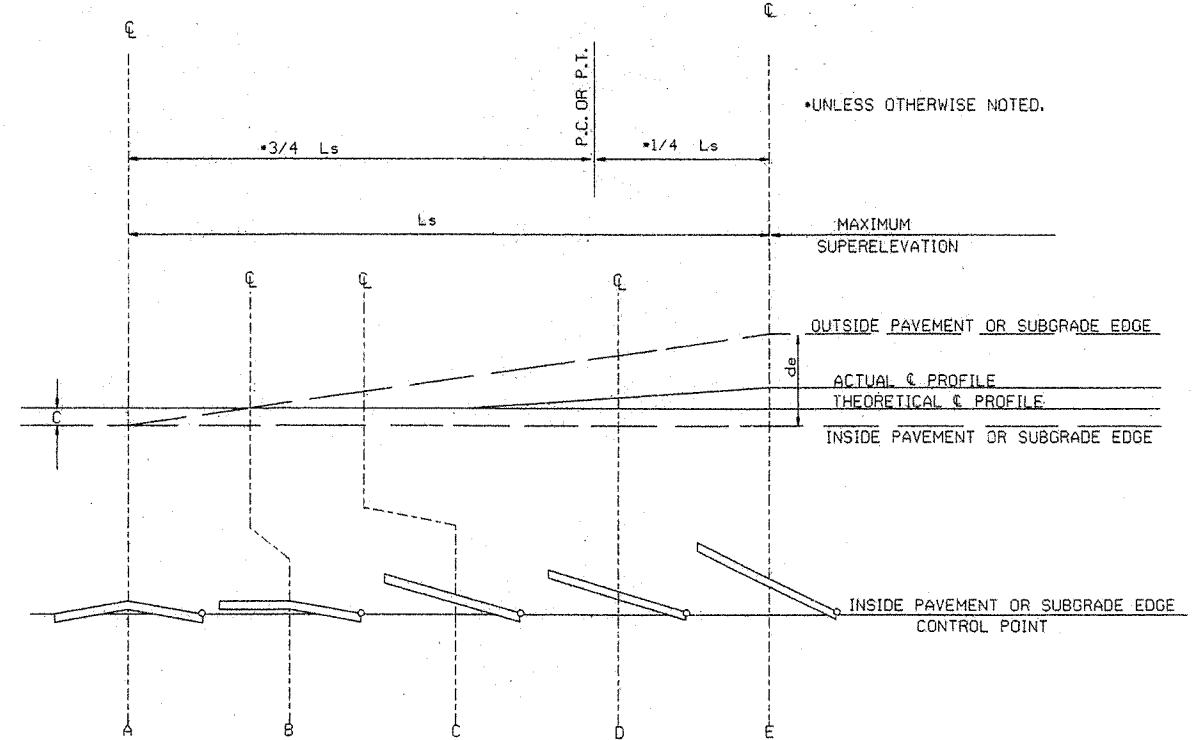 ℄
℄
P.C. OR P.T.
*UNLESS OTHERWISE NOTED.
*3/4 Ls
*1/4 Ls
Ls
MAXIMUM
SUPERELEVATION
℄
℄
℄
OUTSIDE PAVEMENT OR SUBGRADE EDGE
de
ACTUAL ℄ PROFILE
THEORETICAL ℄ PROFILE
C
INSIDE PAVEMENT OR SUBGRADE EDGE
INSIDE PAVEMENT OR SUBGRADE EDGE
CONTROL POINT
A
B
C
D
E